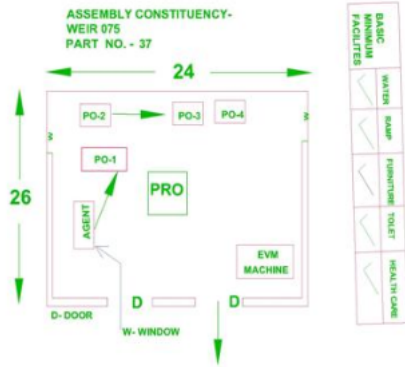 ASSEMBLY CONSTITUENCY-
WEIR 075
PART NO. - 37
24
26
PO-2
PO-3
PO-4
W
W
PO-1
PRO
AGENT
EVM
MACHINE
D
D
D- DOOR
W- WINDOW
BASIC
MINIMUM
FACILITES
WATER
RAMP
FURNITURE
TOLET
HEALTH CARE